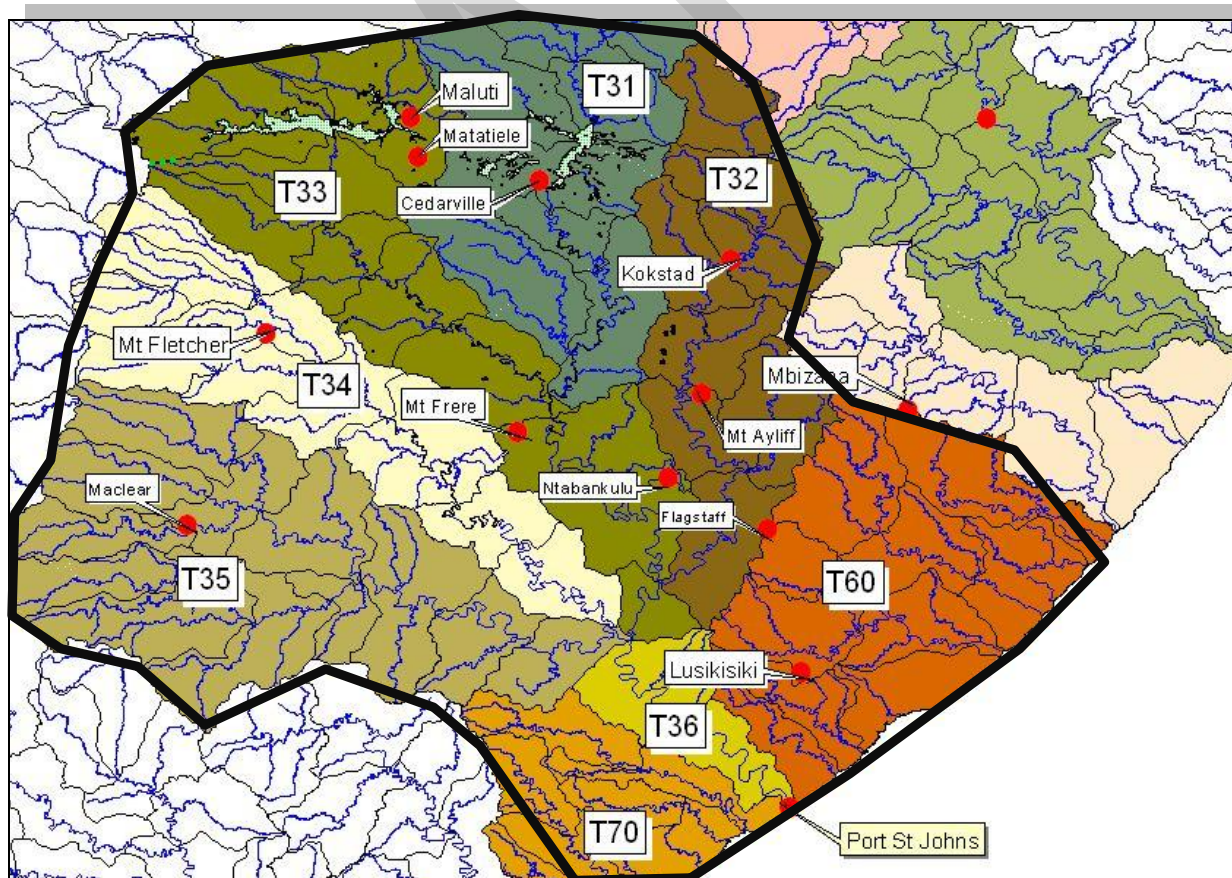 T31
Maluti
Matatiele
T32
T33
Cedarville
Kokstad
Mt Fletcher
T34
Mbizana
Mt Frere
Mt Ayliff
Maclear
Ntabankulu
Flagstaff
T35
T60
Lusikisiki
T36
T70
Port St Johns